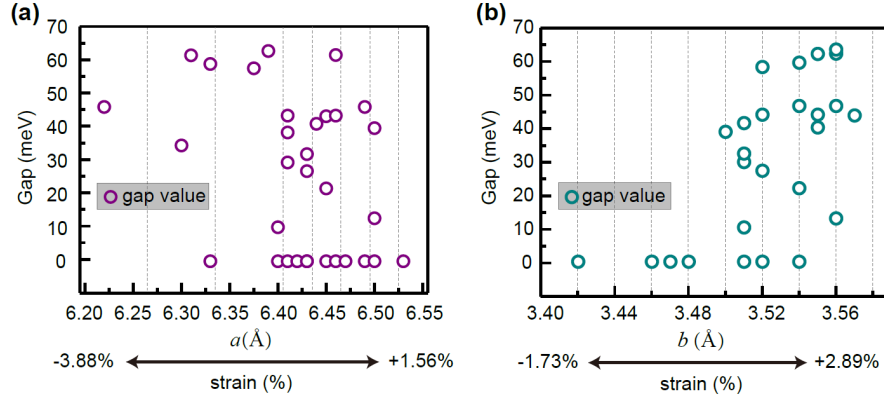 (a)
70
60
50
40
30
20
10
0
Gap (meV)
gap value
6.20 6.25 6.30 6.35 6.40 6.45 6.50 6.55
a(Å)
-3.88% +1.56%
strain (%)
(b)
70
60
50
40
30
20
10
0
Gap (meV)
gap value
3.40 3.44 3.48 3.52 3.56
b (Å)
-1.73% +2.89%
strain (%)